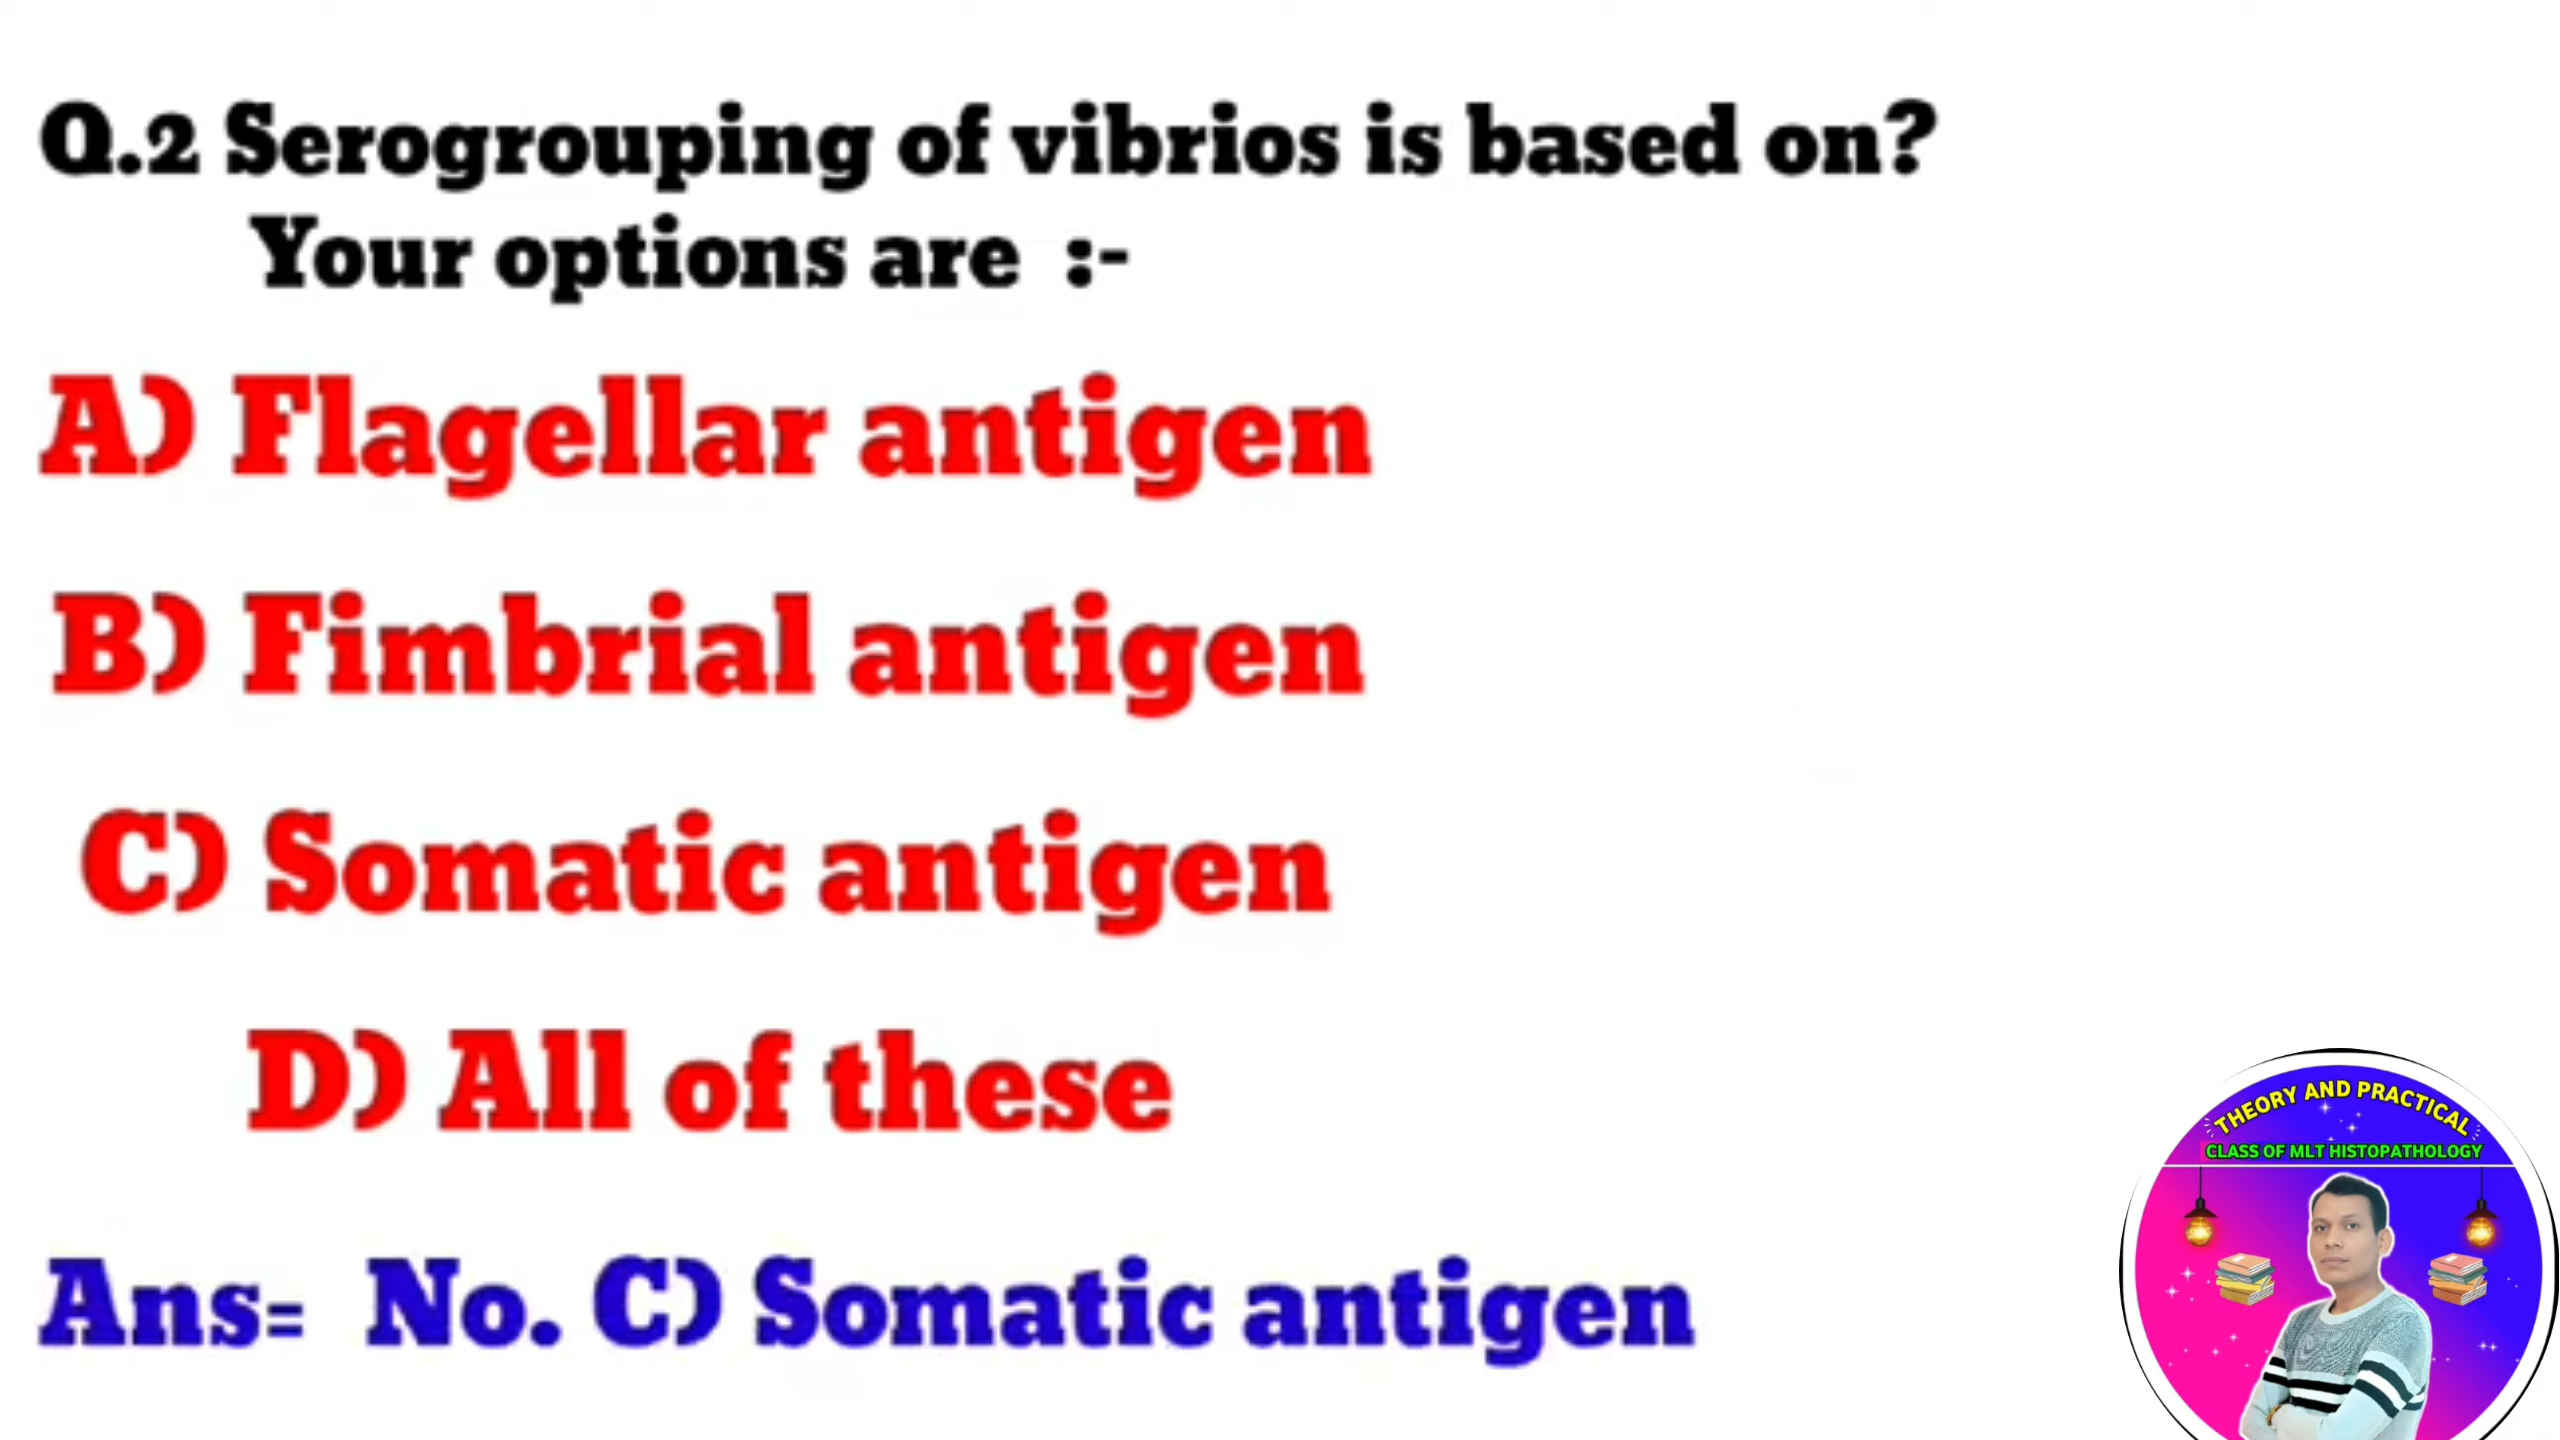 Q.2 Serogrouping of vibrios is based on?
Your options are :-
A) Flagellar antigen
B) Fimbrial antigen
C) Somatic antigen
D) All of these
Ans= No. C) Somatic antigen
THEORY AND PRACTICAL
CLASS OF MLT HISTOPATHOLOGY